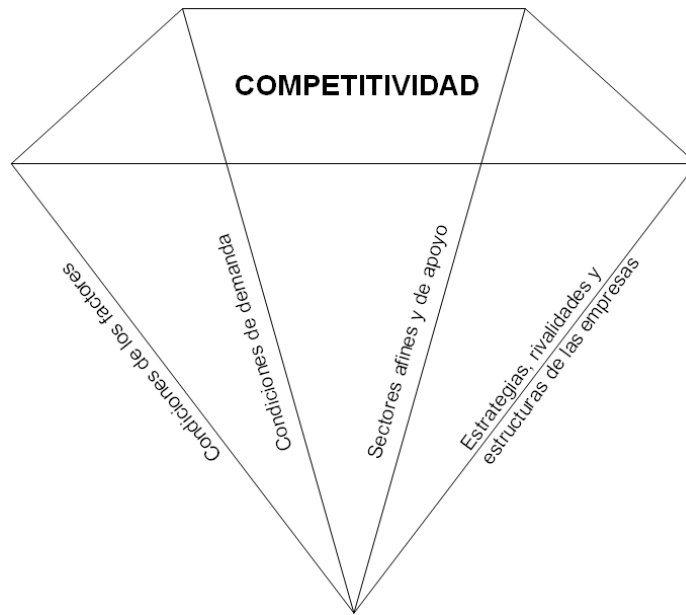 COMPETITIVIDAD
Condiciones de los factores
Condiciones de demanda
Sectores afines y de apoyo
Estrategias, rivalidades y
estructuras de las empresas